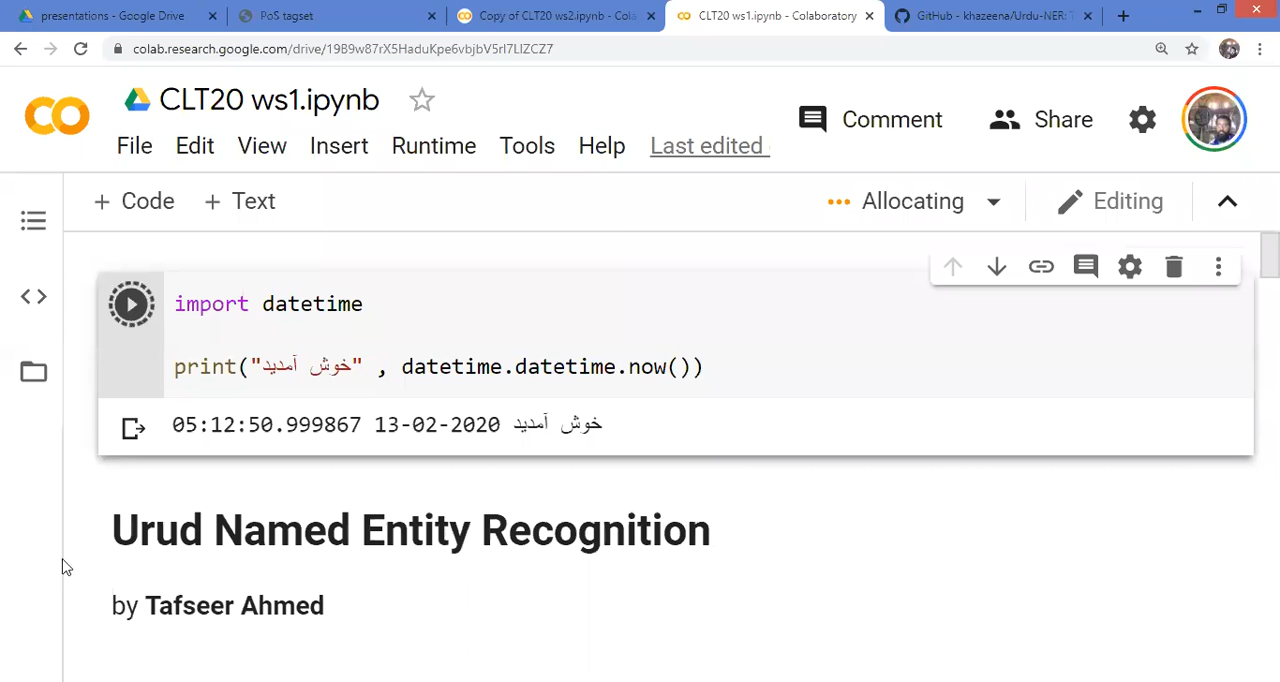 presentations - Google Drive
PoS tagset
Copy of CLT20 ws2.ipynb - Cola
CLT20 ws1.ipynb - Colaboratory
GitHub - khazeena/Urdu-NER: T
colab.research.google.com/drive/19B9w87rX5HaduKpe6vbjbV5rI7LIZCZ7
CLT20 ws1.ipynb
Comment
Share
File Edit View Insert Runtime Tools Help Last edited
+ Code + Text
Allocating
Editing
import datetime
print("خوش آمدید" , datetime.datetime.now())
05:12:50.999867 13-02-2020 خوش آمدید
Urud Named Entity Recognition
by Tafseer Ahmed